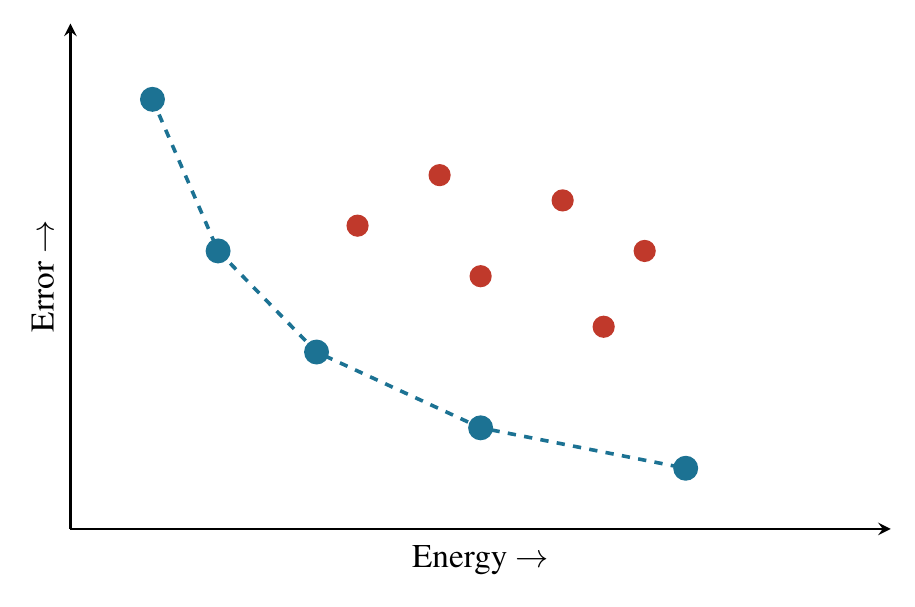 Error →
Energy →